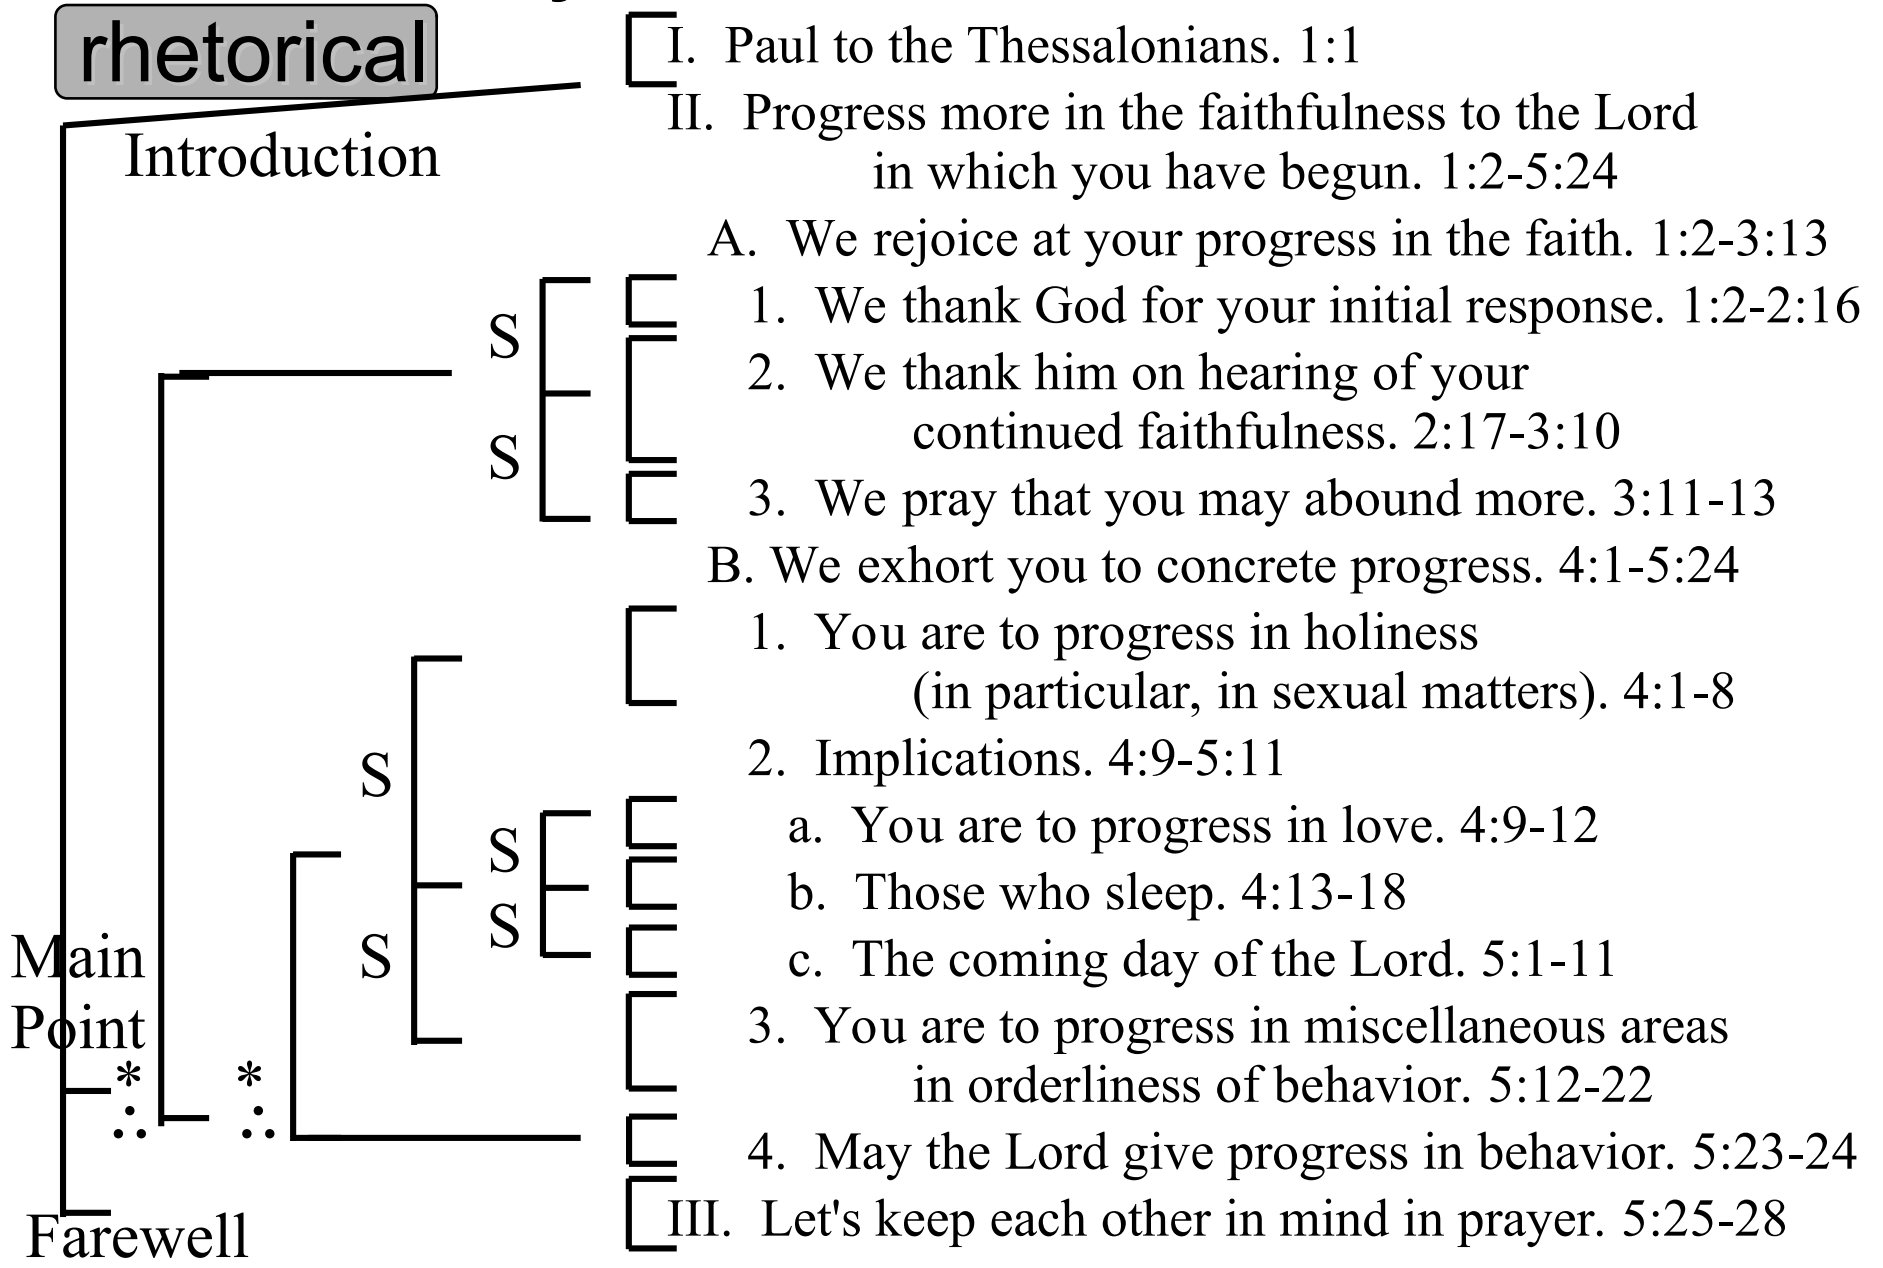 rhetorical
I. Paul to the Thessalonians. 1:1
II. Progress more in the faithfulness to the Lord
in which you have begun. 1:2-5:24
Introduction
A. We rejoice at your progress in the faith. 1:2-3:13
S
1. We thank God for your initial response. 1:2-2:16
2. We thank him on hearing of your
continued faithfulness. 2:17-3:10
S
3. We pray that you may abound more. 3:11-13
B. We exhort you to concrete progress. 4:1-5:24
1. You are to progress in holiness
(in particular, in sexual matters). 4:1-8
S
2. Implications. 4:9-5:11
S
a. You are to progress in love. 4:9-12
S
b. Those who sleep. 4:13-18
S
c. The coming day of the Lord. 5:1-11
Main
Point
3. You are to progress in miscellaneous areas
in orderliness of behavior. 5:12-22
* *
∴ ∴
4. May the Lord give progress in behavior. 5:23-24
III. Let's keep each other in mind in prayer. 5:25-28
Farewell